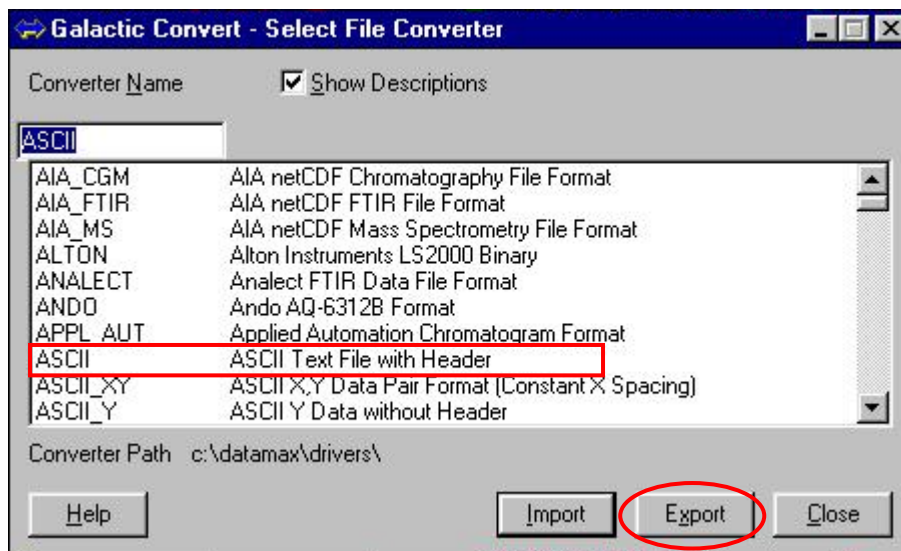 Galactic Convert - Select File Converter
Converter Name Show Descriptions
ASCII
AIA_CGM AIA netCDF Chromatography File Format
AIA_FTIR AIA netCDF FTIR File Format
AIA_MS AIA netCDF Mass Spectrometry File Format
ALTON Alton Instruments LS2000 Binary
ANALECT Analect FTIR Data File Format
ANDO Ando AQ-6312B Format
APPL_AUT Applied Automation Chromatogram Format
ASCII ASCII Text File with Header
ASCII_XY ASCII X,Y Data Pair Format (Constant X Spacing)
ASCII_Y ASCII Y Data without Header
Converter Path c:\datamax\drivers\
Help Import Export Close